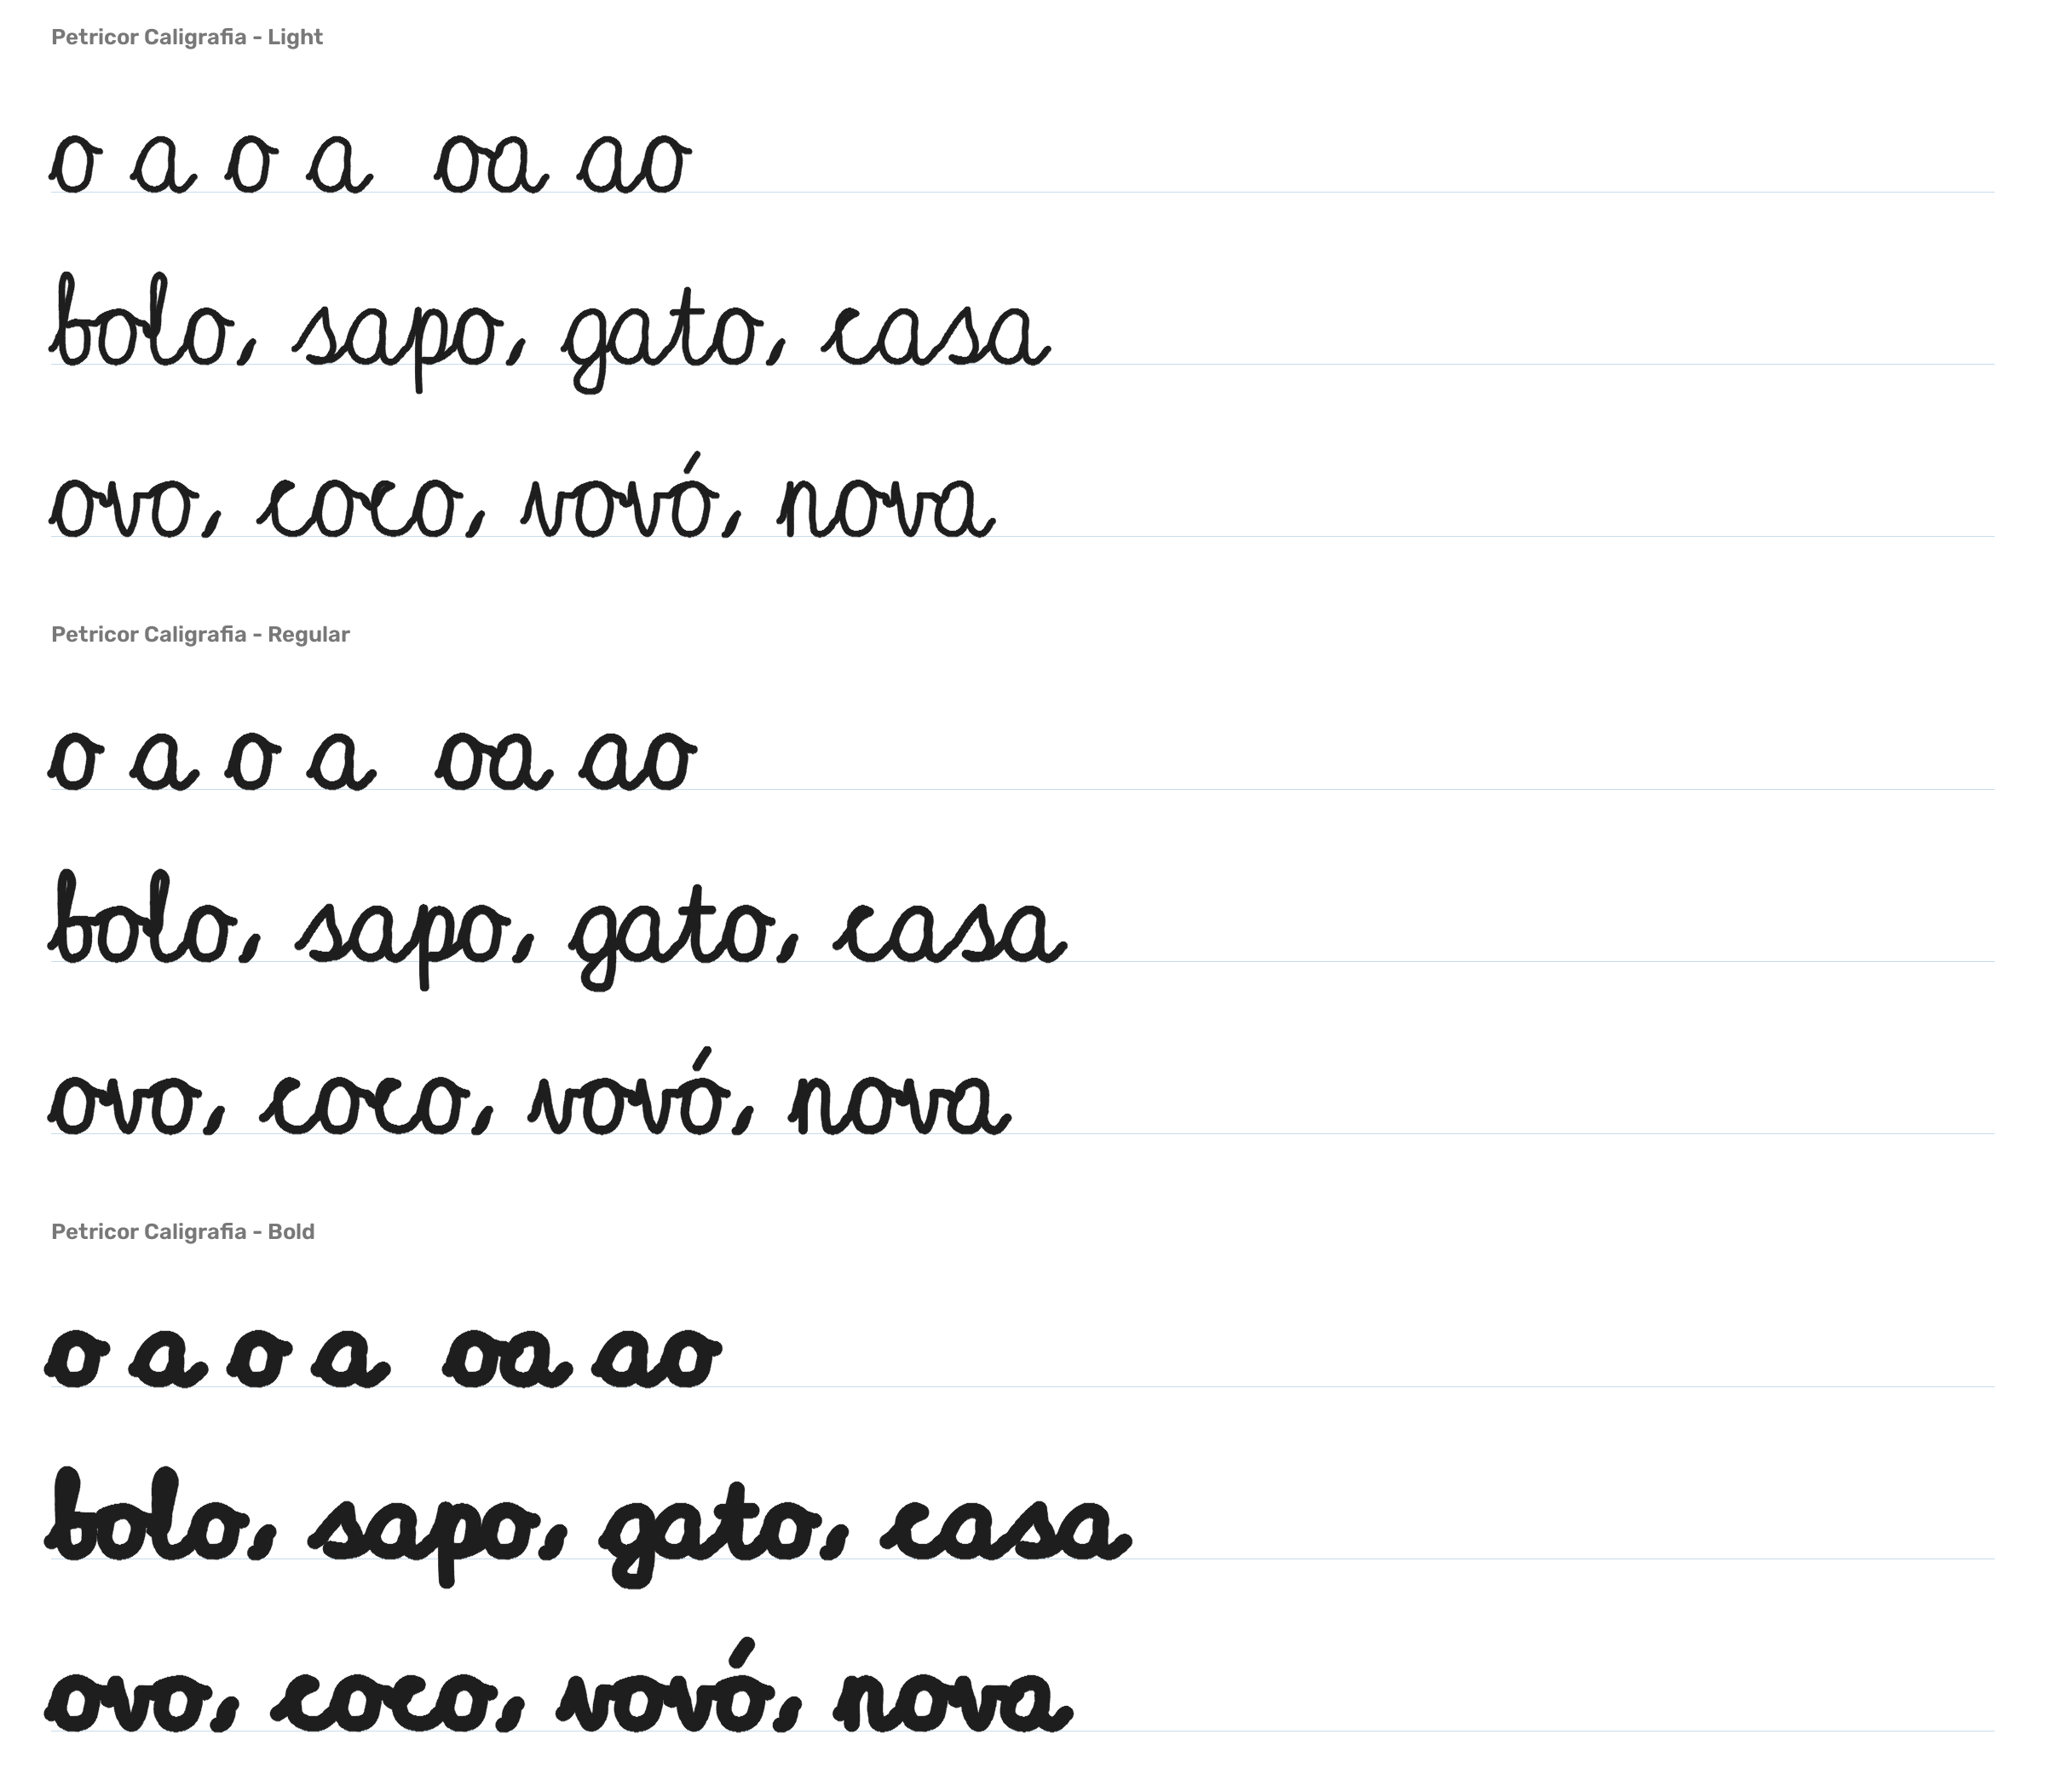 Petricor Caligrafia - Light
o a o a oa ao
bolo, sapo, gato, casa
ovo, coco, vovó, nova
Petricor Caligrafia - Regular
o a o a oa ao
bolo, sapo, gato, casa
ovo, coco, vovó, nova
Petricor Caligrafia - Bold
o a o a oa ao
bolo, sapo, gato, casa
ovo, coco, vovó, nova